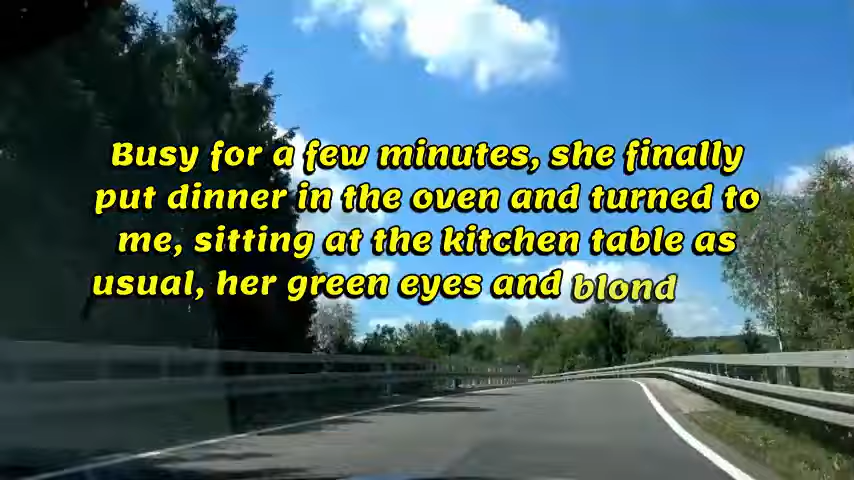 Busy for a few minutes, she finally
put dinner in the oven and turned to
me, sitting at the kitchen table as
usual, her green eyes and blond